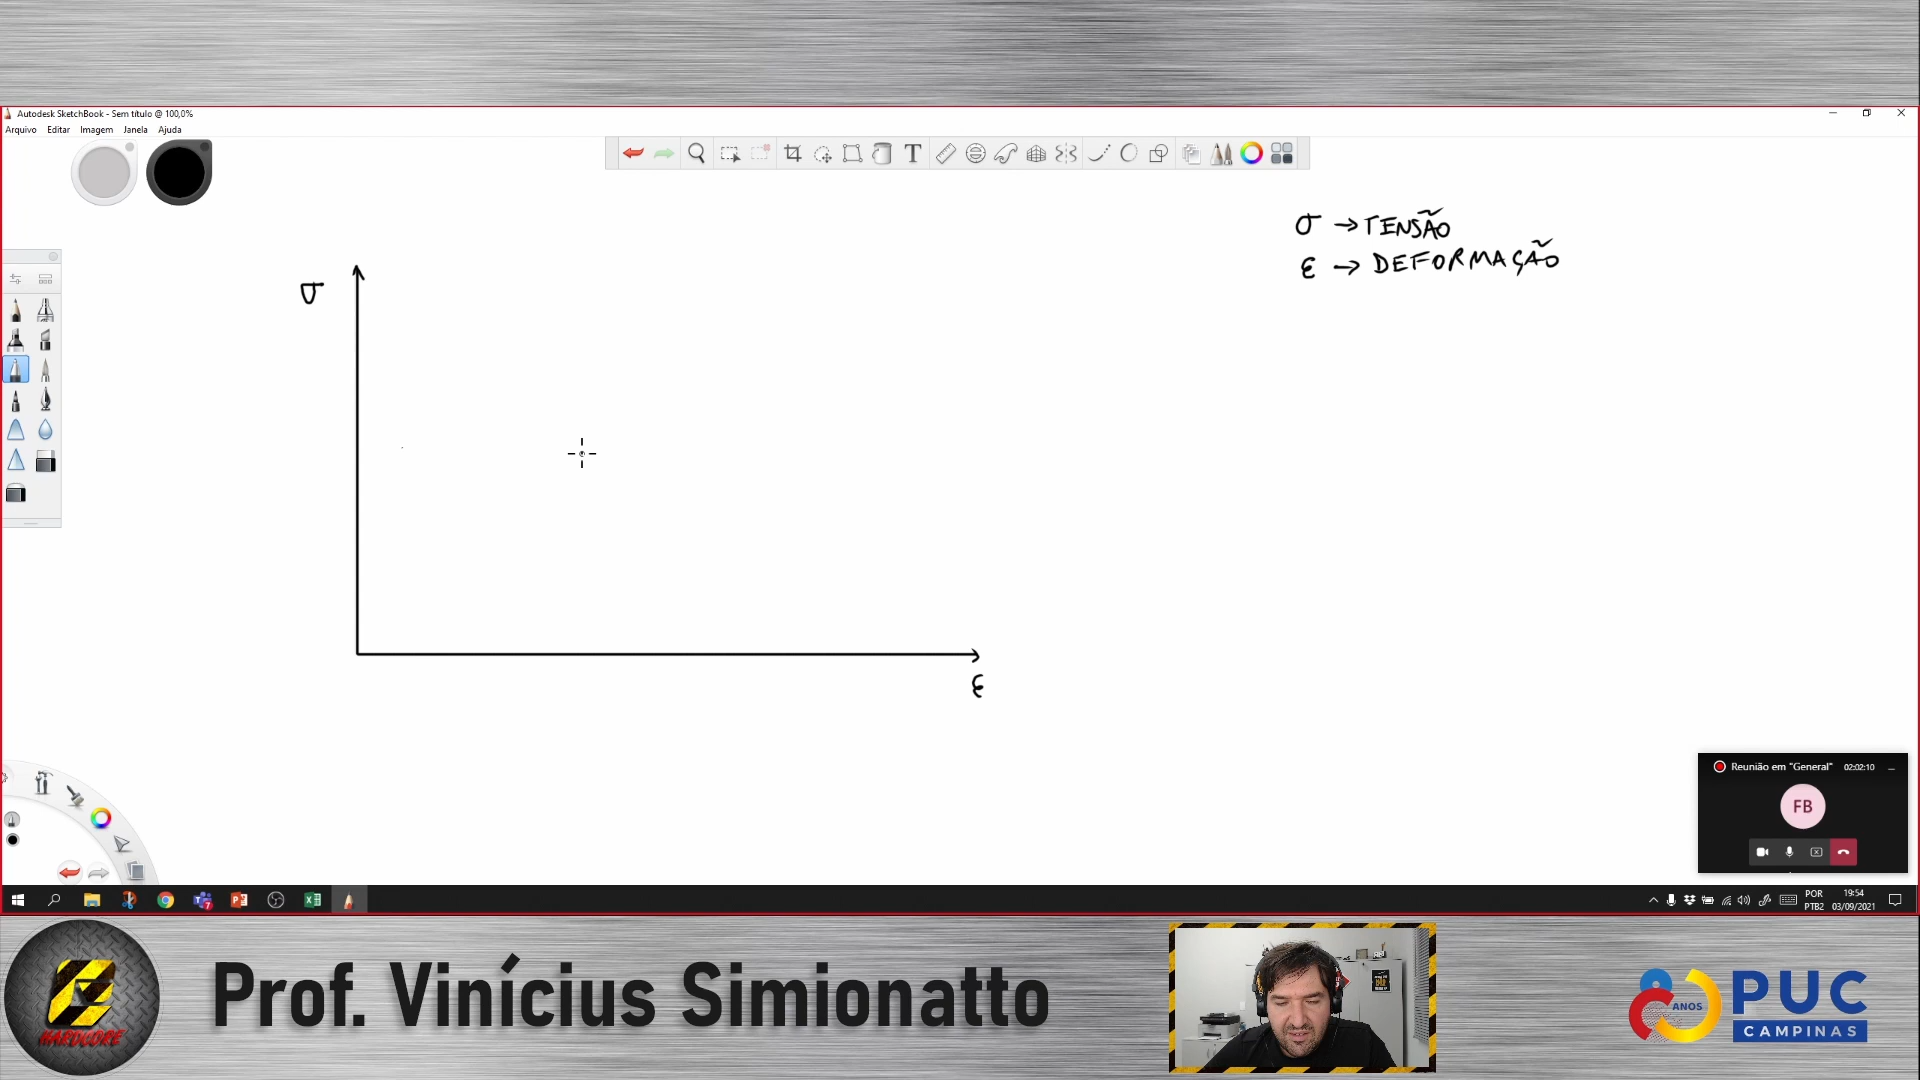 Autodesk SketchBook - Sem título @ 100,0%
Arquivo Editar Imagem Janela Ajuda
T
σ → TENSÃO
ε → DEFORMAÇÃO
σ
ε
Reunião em "General" 02:02:10
FB
POR
PTB2
19:54
03/09/2021
HARDCORE
Prof. Vinícius Simionatto
ANOS
PUC
CAMPINAS